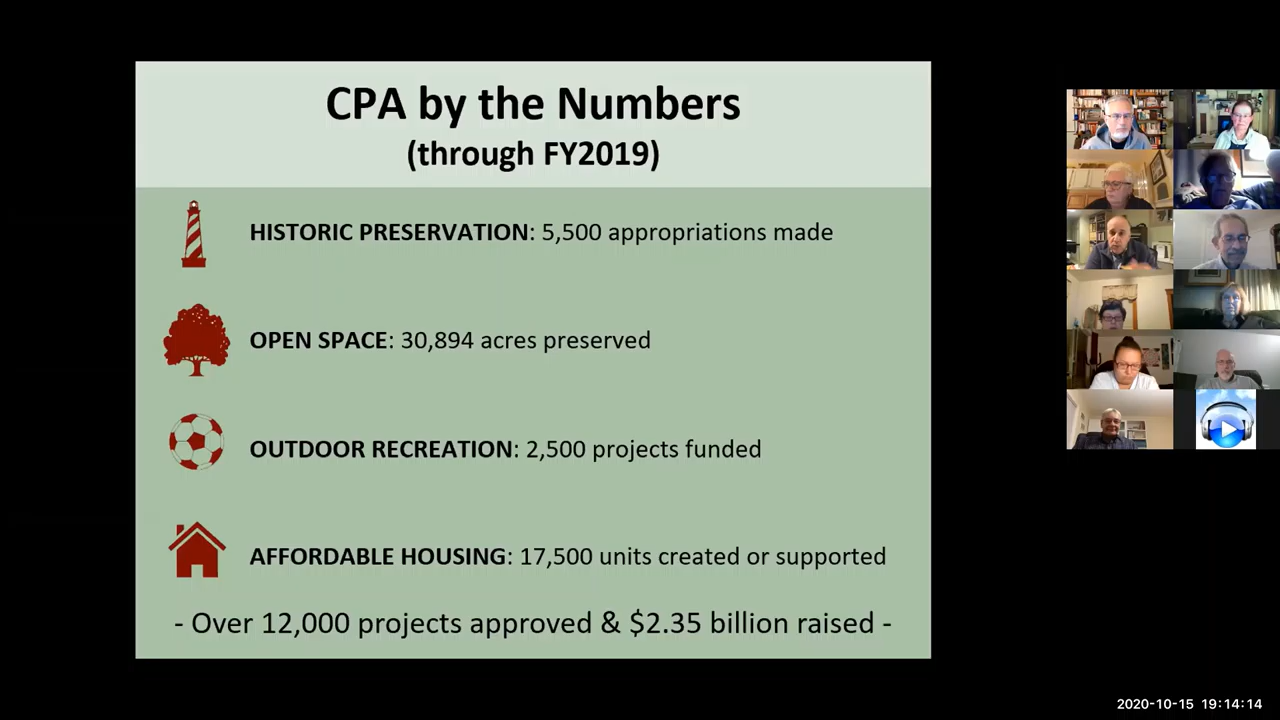 CPA by the Numbers
(through FY2019)
HISTORIC PRESERVATION: 5,500 appropriations made
OPEN SPACE: 30,894 acres preserved
OUTDOOR RECREATION: 2,500 projects funded
AFFORDABLE HOUSING: 17,500 units created or supported
- Over 12,000 projects approved & $2.35 billion raised -
2020-10-15 19:14:14